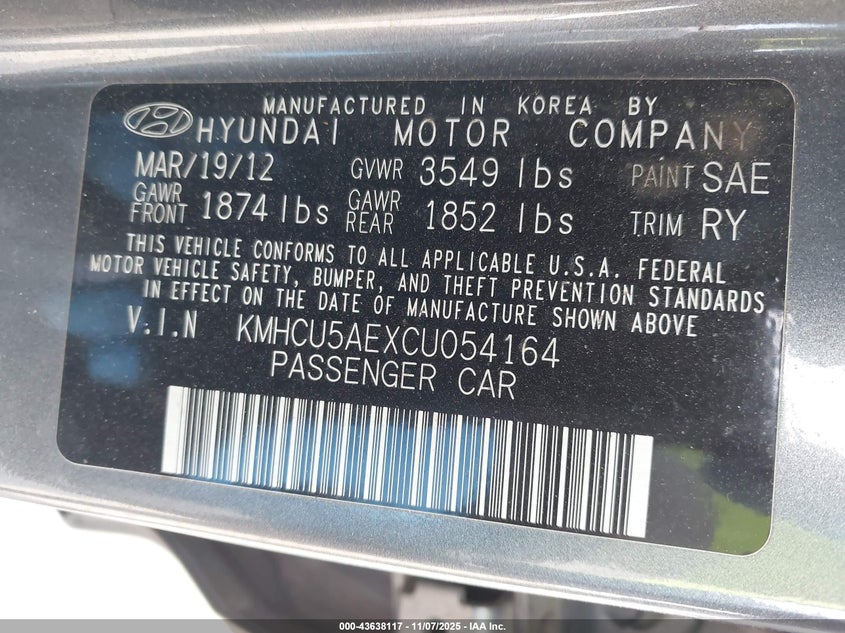 MANUFACTURED IN KOREA BY
HYUNDAI MOTOR COMPANY
MAR/19/12 GVWR 3549 lbs PAINT SAE
GAWR FRONT 1874 lbs GAWR REAR 1852 lbs TRIM RY
THIS VEHICLE CONFORMS TO ALL APPLICABLE U.S.A. FEDERAL
MOTOR VEHICLE SAFETY, BUMPER, AND THEFT PREVENTION STANDARDS
IN EFFECT ON THE DATE OF MANUFACTURE SHOWN ABOVE
V.I.N KMHCU5AEXCU054164
PASSENGER CAR
000-43638117 - 11/07/2025 - IAA Inc.